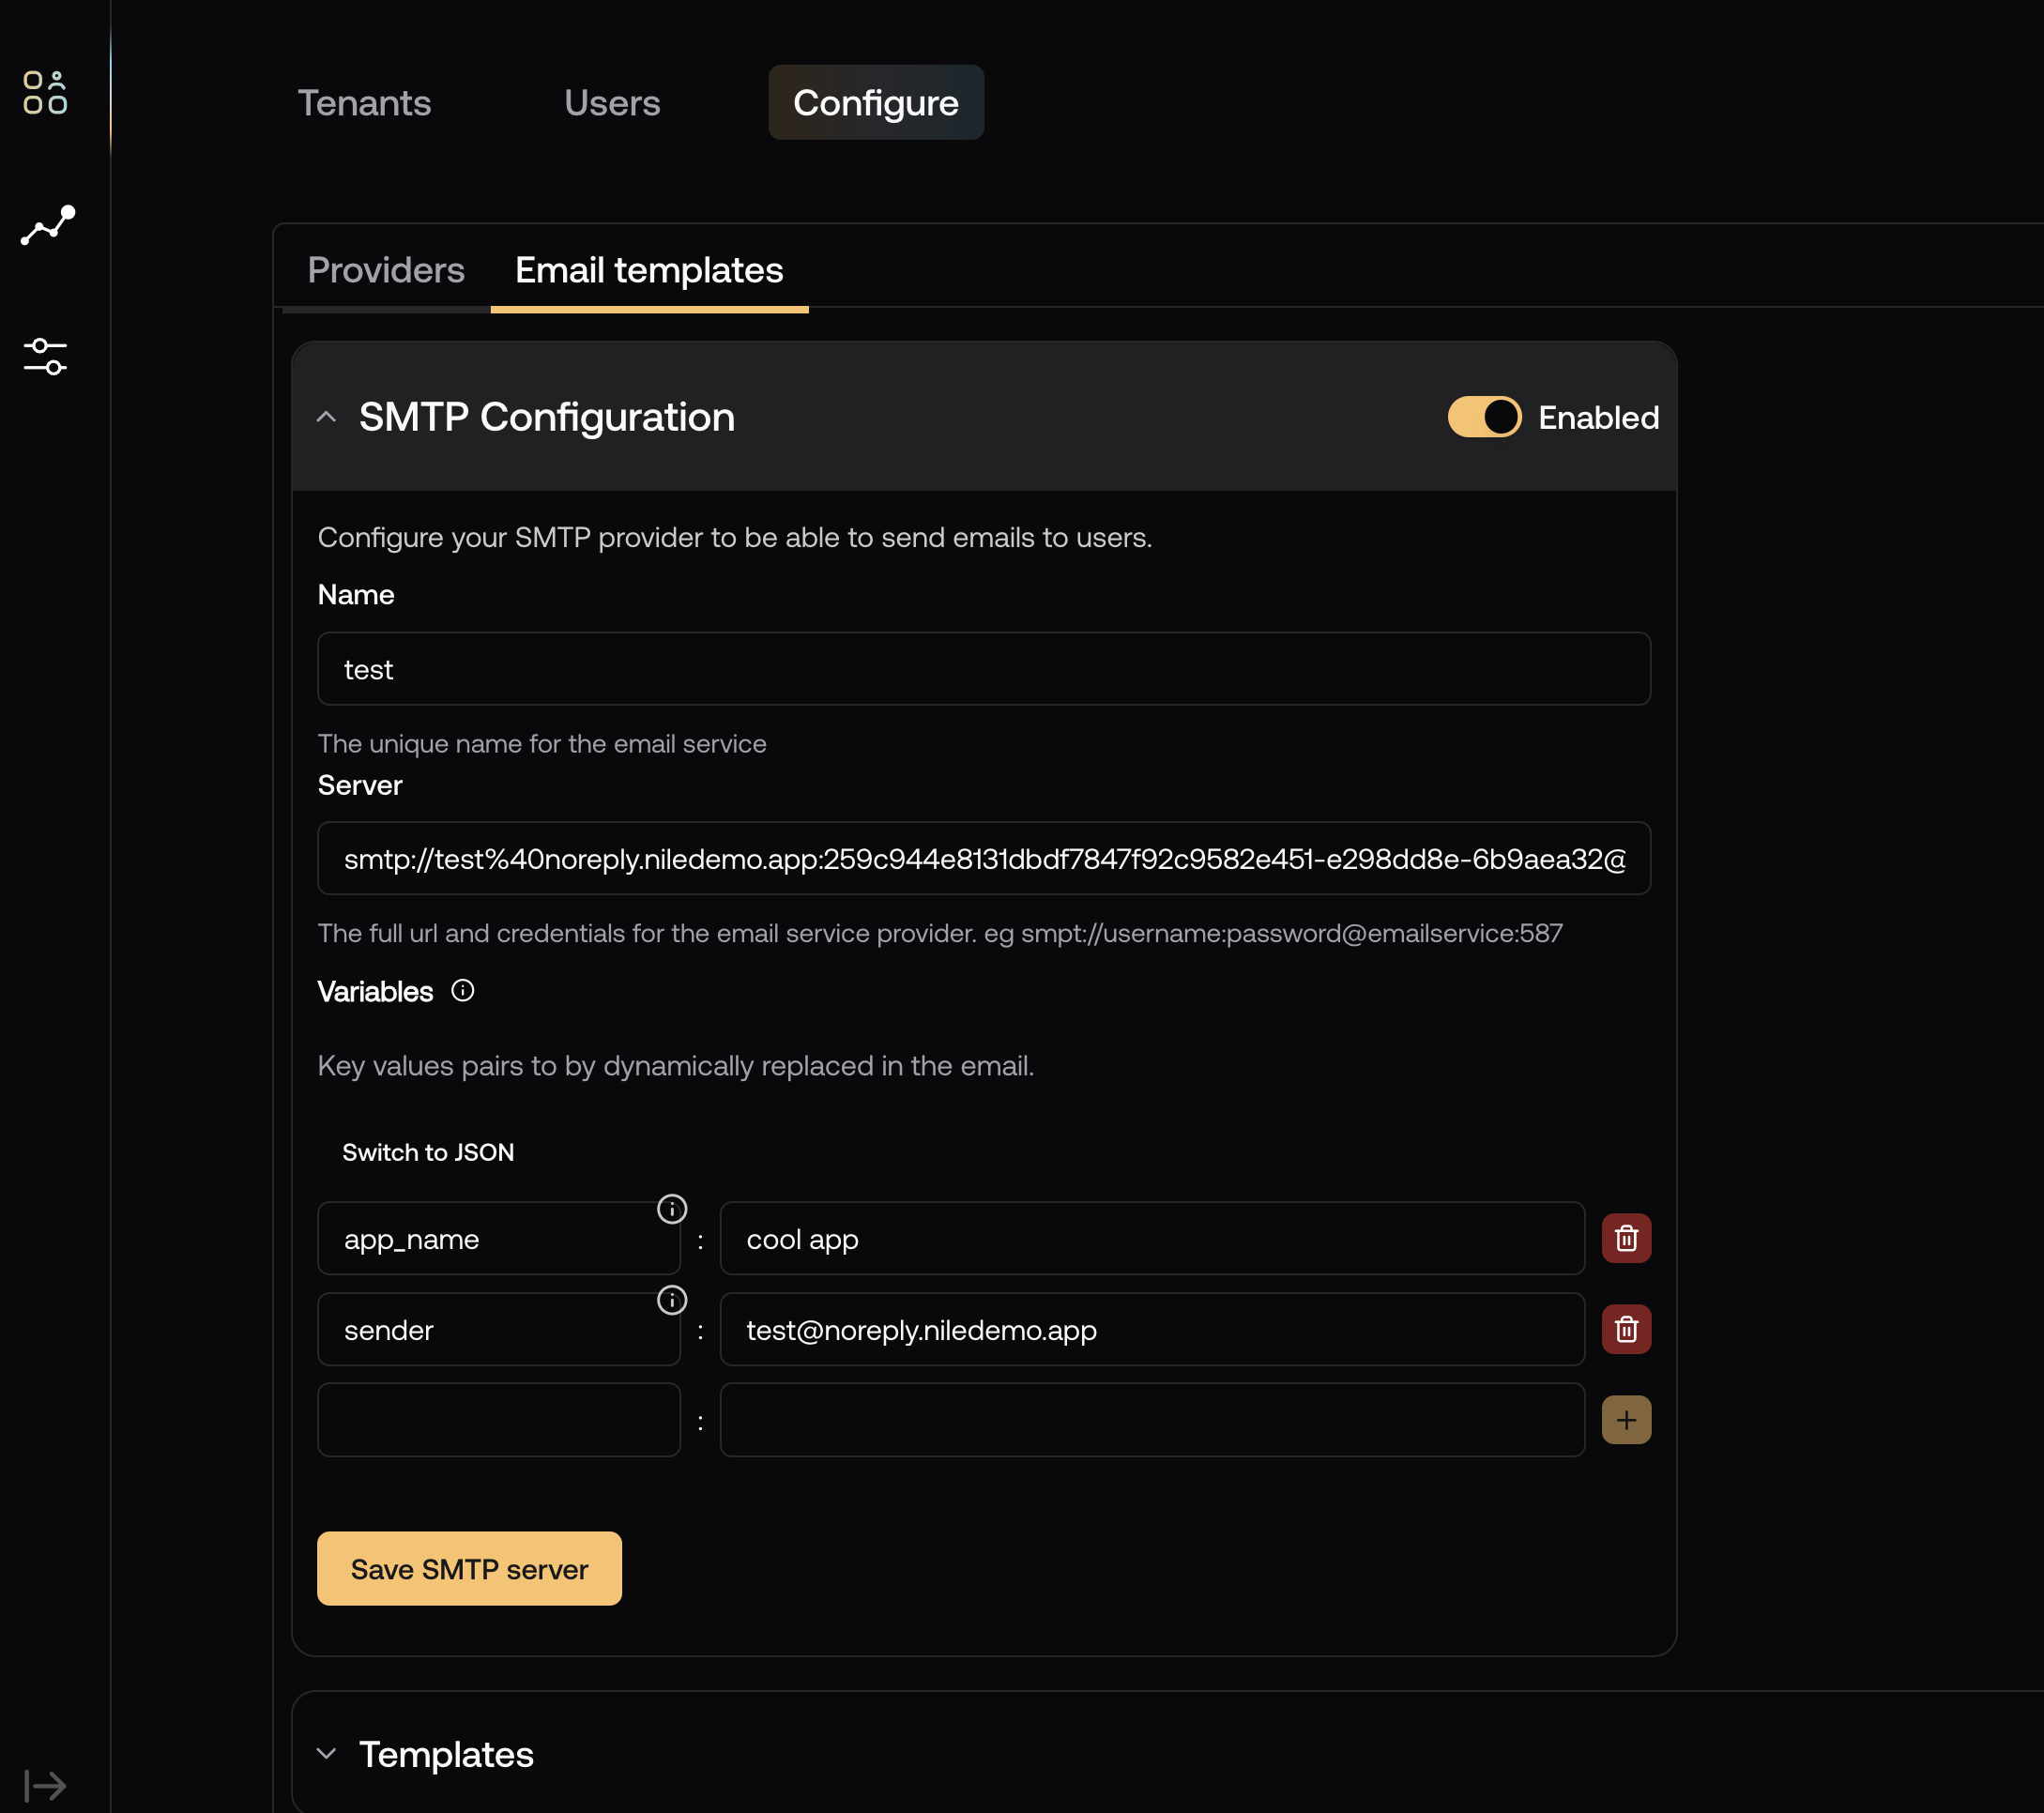 Tenants Users Configure
Providers Email templates
SMTP Configuration Enabled
Configure your SMTP provider to be able to send emails to users.
Name
test
The unique name for the email service
Server
smtp://test%40noreply.niledemo.app:259c944e8131dbdf7847f92c9582e451-e298dd8e-6b9aea32@
The full url and credentials for the email service provider. eg smpt://username:password@emailservice:587
Variables
Key values pairs to by dynamically replaced in the email.
Switch to JSON
app_name : cool app
sender : test@noreply.niledemo.app
:
Save SMTP server
Templates